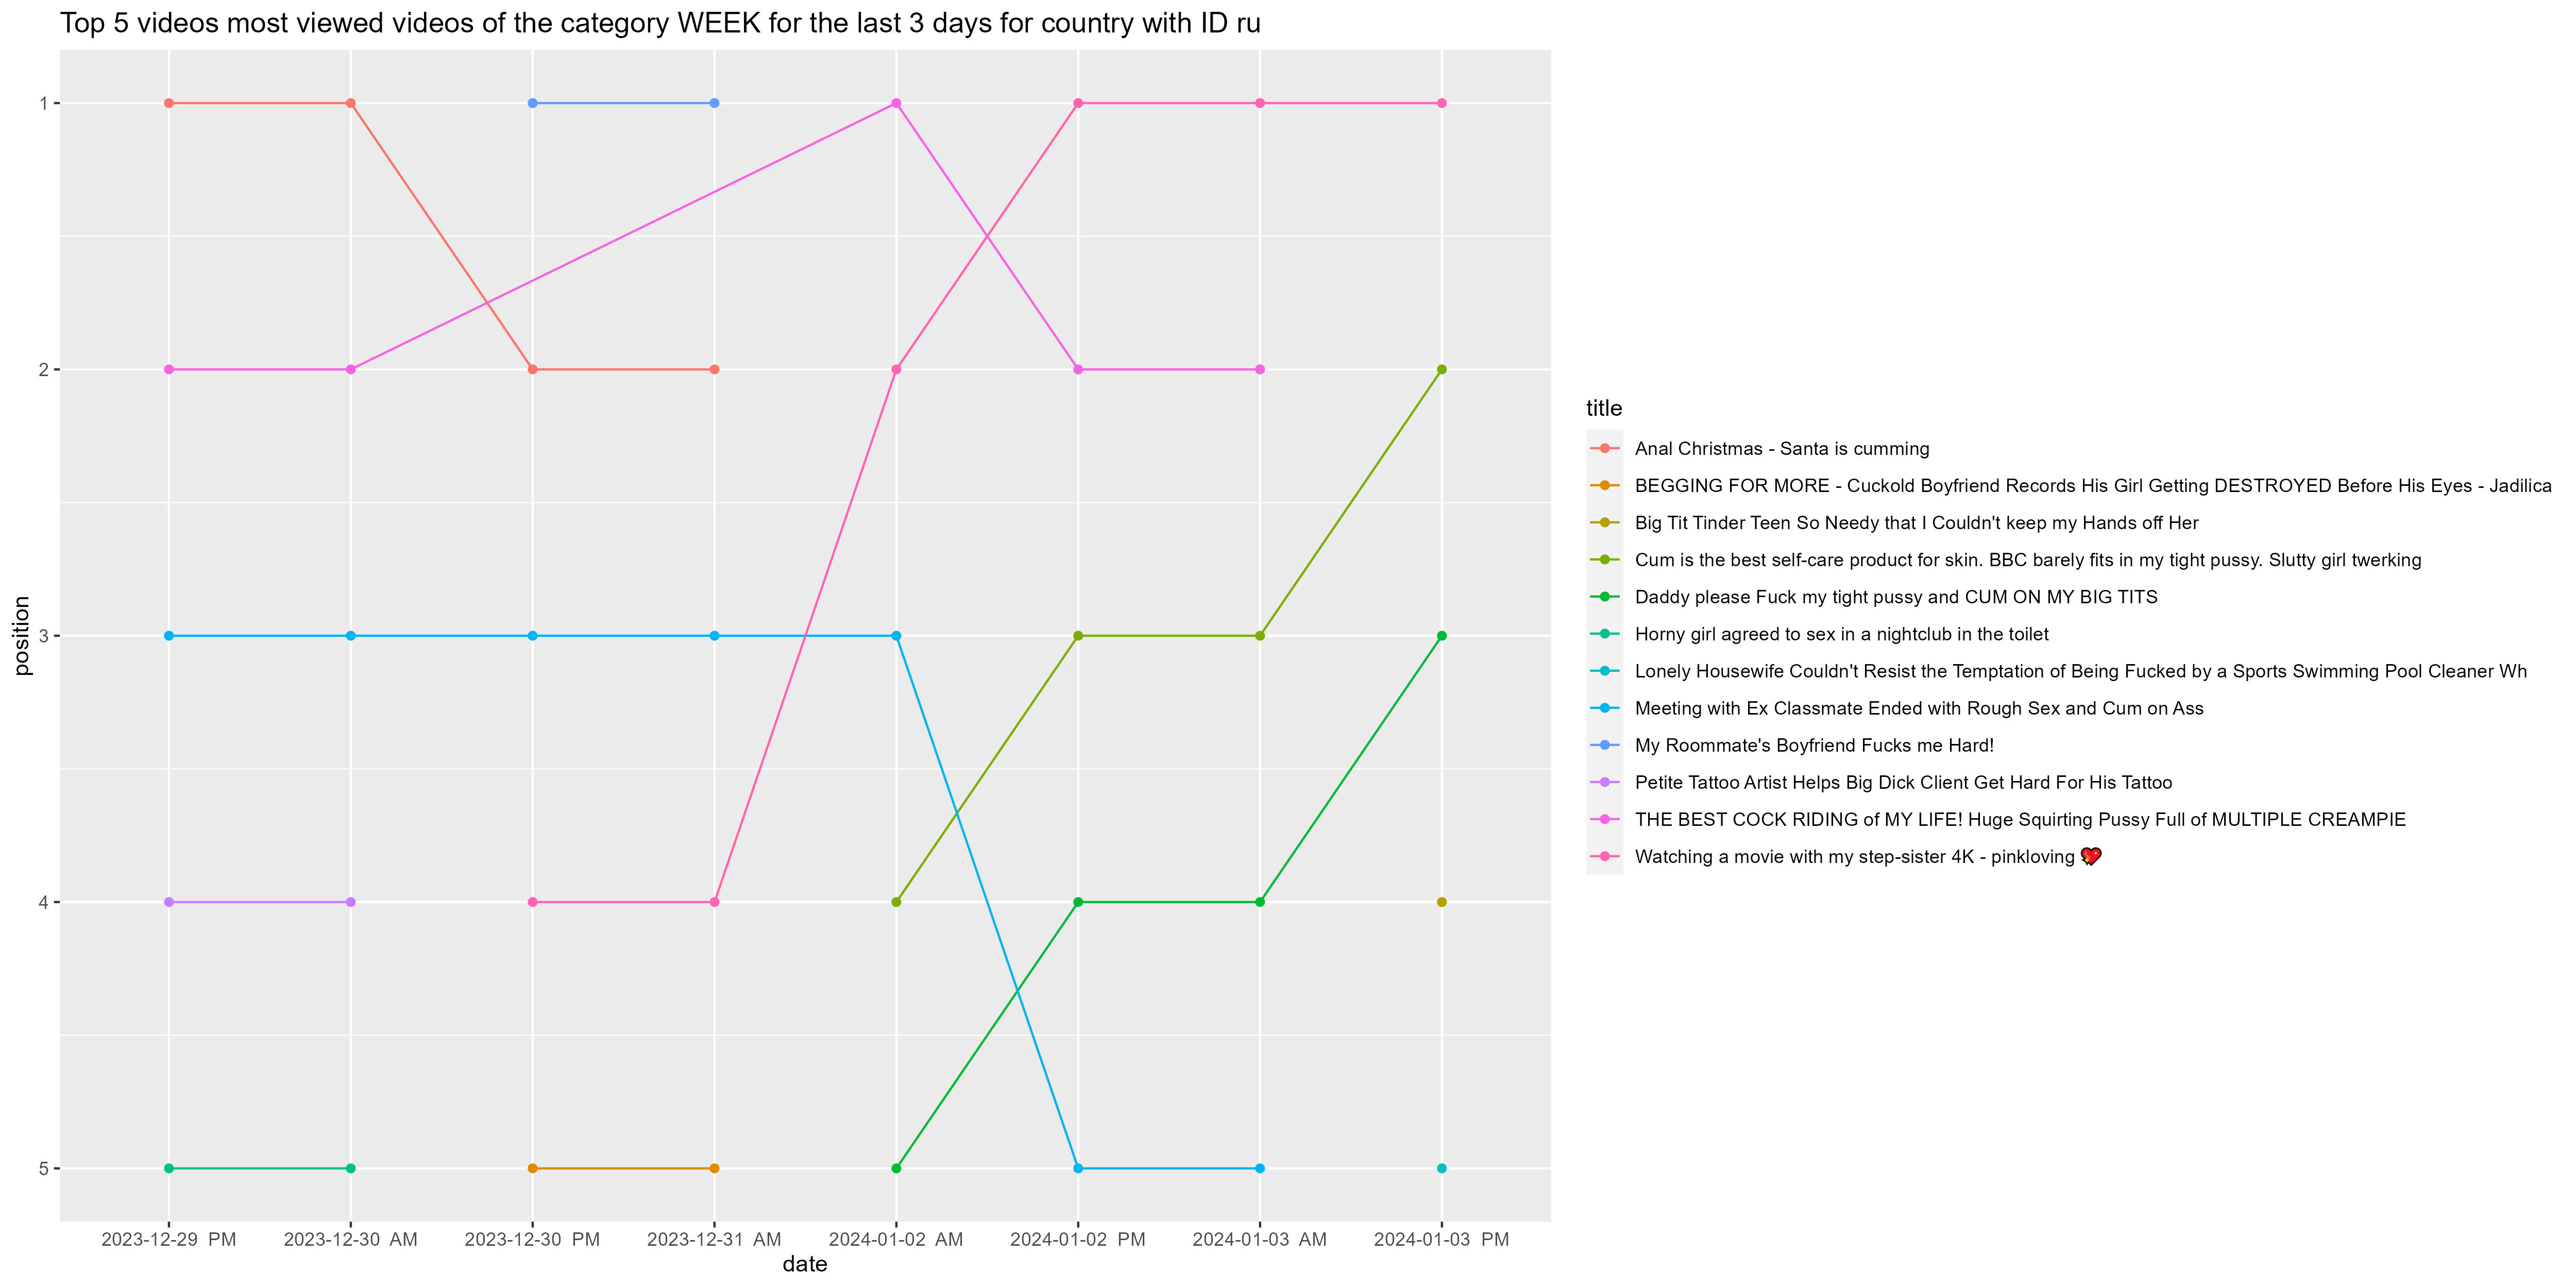 Top 5 videos most viewed videos of the category WEEK for the last 3 days for country with ID ru
position
1
2
3
4
5
2023-12-29 PM
2023-12-30 AM
2023-12-30 PM
2023-12-31 AM
2024-01-02 AM
2024-01-02 PM
2024-01-03 AM
2024-01-03 PM
date
title
Anal Christmas - Santa is cumming
BEGGING FOR MORE - Cuckold Boyfriend Records His Girl Getting DESTROYED Before His Eyes - Jadilica
Big Tit Tinder Teen So Needy that I Couldn't keep my Hands off Her
Cum is the best self-care product for skin. BBC barely fits in my tight pussy. Slutty girl twerking
Daddy please Fuck my tight pussy and CUM ON MY BIG TITS
Horny girl agreed to sex in a nightclub in the toilet
Lonely Housewife Couldn't Resist the Temptation of Being Fucked by a Sports Swimming Pool Cleaner Wh
Meeting with Ex Classmate Ended with Rough Sex and Cum on Ass
My Roommate's Boyfriend Fucks me Hard!
Petite Tattoo Artist Helps Big Dick Client Get Hard For His Tattoo
THE BEST COCK RIDING of MY LIFE! Huge Squirting Pussy Full of MULTIPLE CREAMPIE
Watching a movie with my step-sister 4K - pinkloving 💖